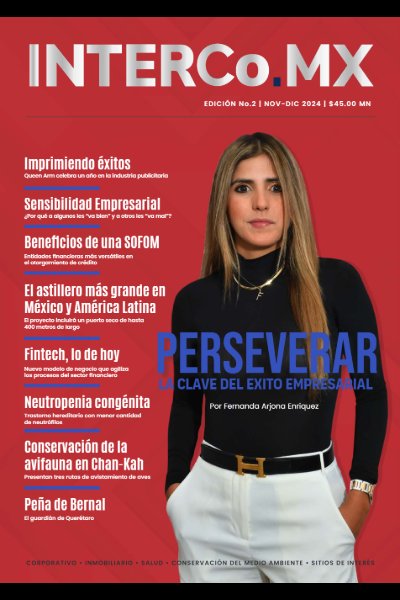 INTERCo.MX
EDICIÓN No.2 | NOV-DIC 2024 | $45.00 MN
Imprimiendo éxitos
Queen Arm celebra un año en la industria publicitaria
Sensibilidad Empresarial
¿Por qué a algunos les "va bien" y a otros les "va mal"?
Beneficios de una SOFOM
Entidades financieras más versátiles en
el otorgamiento de crédito
El astillero más grande en
México y América Latina
El proyecto incluirá un puerto seco de hasta
400 metros de largo
Fintech, lo de hoy
Nuevo modelo de negocio que agiliza
los procesos del sector financiero
Neutropenia congénita
Trastorno hereditario con menor cantidad
de neutrófilos
Conservación de la
avifauna en Chan-Kah
Presentan tres rutas de avistamiento de aves
Peña de Bernal
El guardián de Querétaro
PERSEVERAR
LA CLAVE DEL EXITO EMPRESARIAL
Por Fernanda Arjona Enriquez
CORPORATIVO • INMOBILIARIO • SALUD • CONSERVACIÓN DEL MEDIO AMBIENTE • SITIOS DE INTERÉS